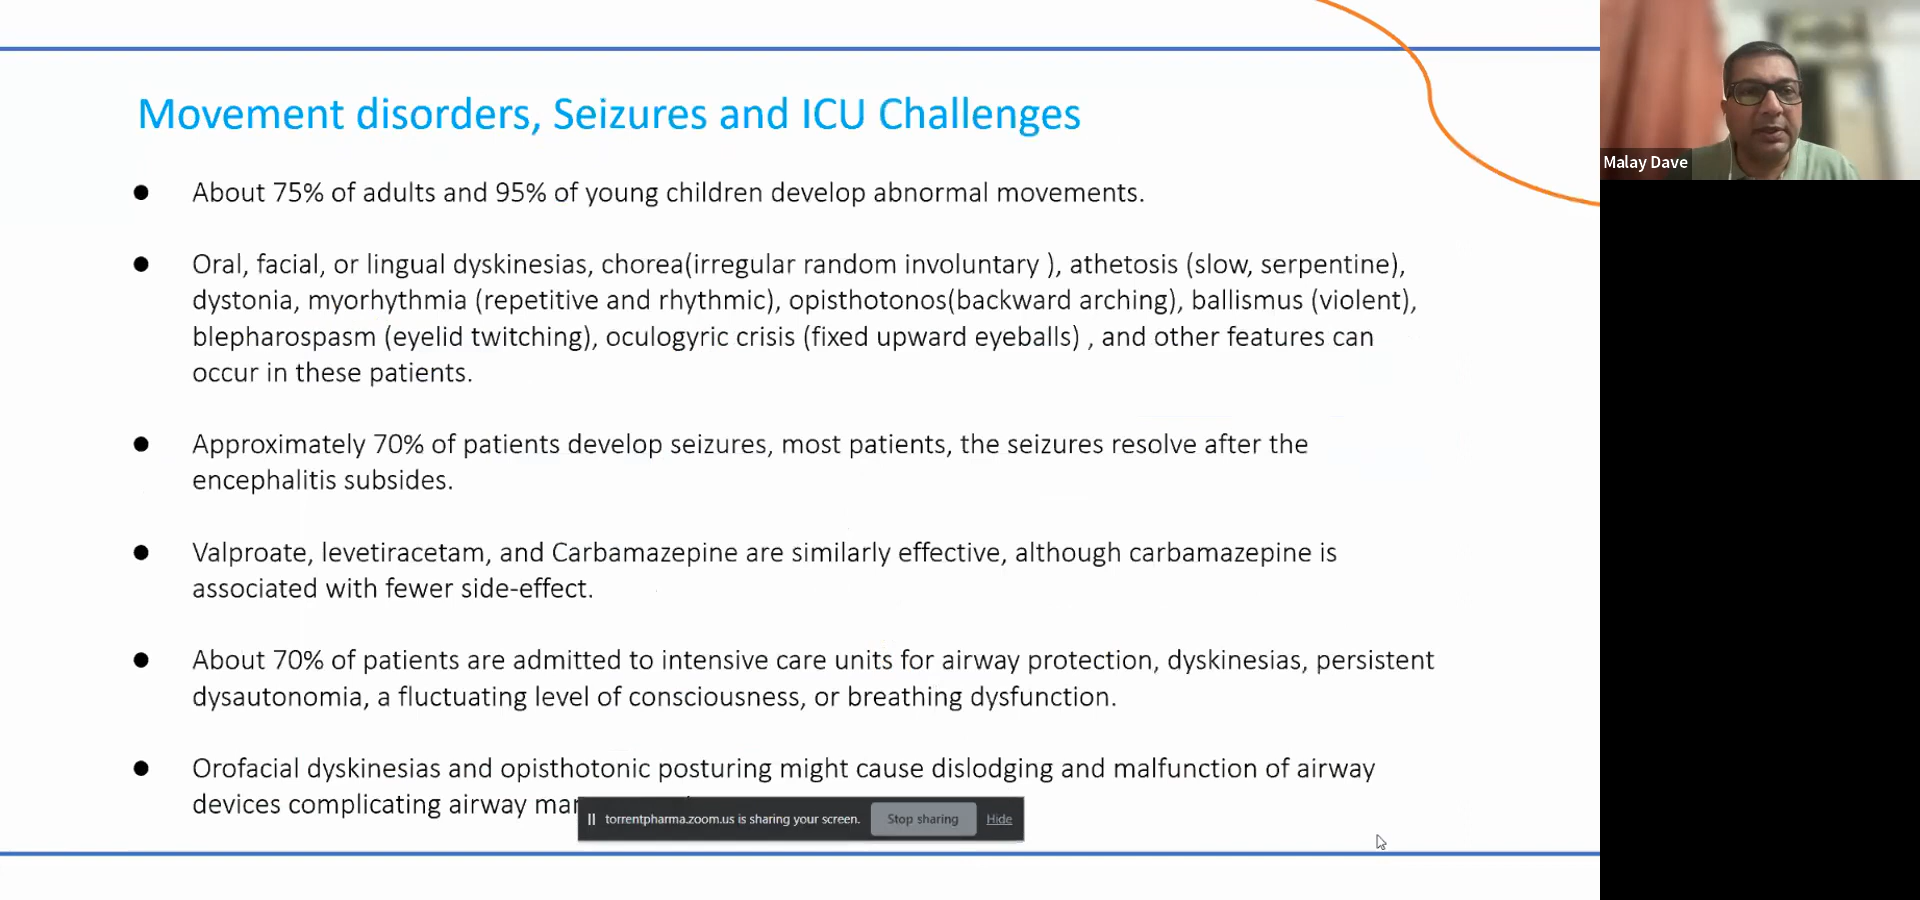 Movement disorders, Seizures and ICU Challenges
● About 75% of adults and 95% of young children develop abnormal movements.
● Oral, facial, or lingual dyskinesias, chorea(irregular random involuntary ), athetosis (slow, serpentine),
dystonia, myorhythmia (repetitive and rhythmic), opisthotonos(backward arching), ballismus (violent),
blepharospasm (eyelid twitching), oculogyric crisis (fixed upward eyeballs) , and other features can
occur in these patients.
● Approximately 70% of patients develop seizures, most patients, the seizures resolve after the
encephalitis subsides.
● Valproate, levetiracetam, and Carbamazepine are similarly effective, although carbamazepine is
associated with fewer side-effect.
● About 70% of patients are admitted to intensive care units for airway protection, dyskinesias, persistent
dysautonomia, a fluctuating level of consciousness, or breathing dysfunction.
● Orofacial dyskinesias and opisthotonic posturing might cause dislodging and malfunction of airway
devices complicating airway
torrentpharma.zoom.us is sharing your screen. Stop sharing Hide
Malay Dave